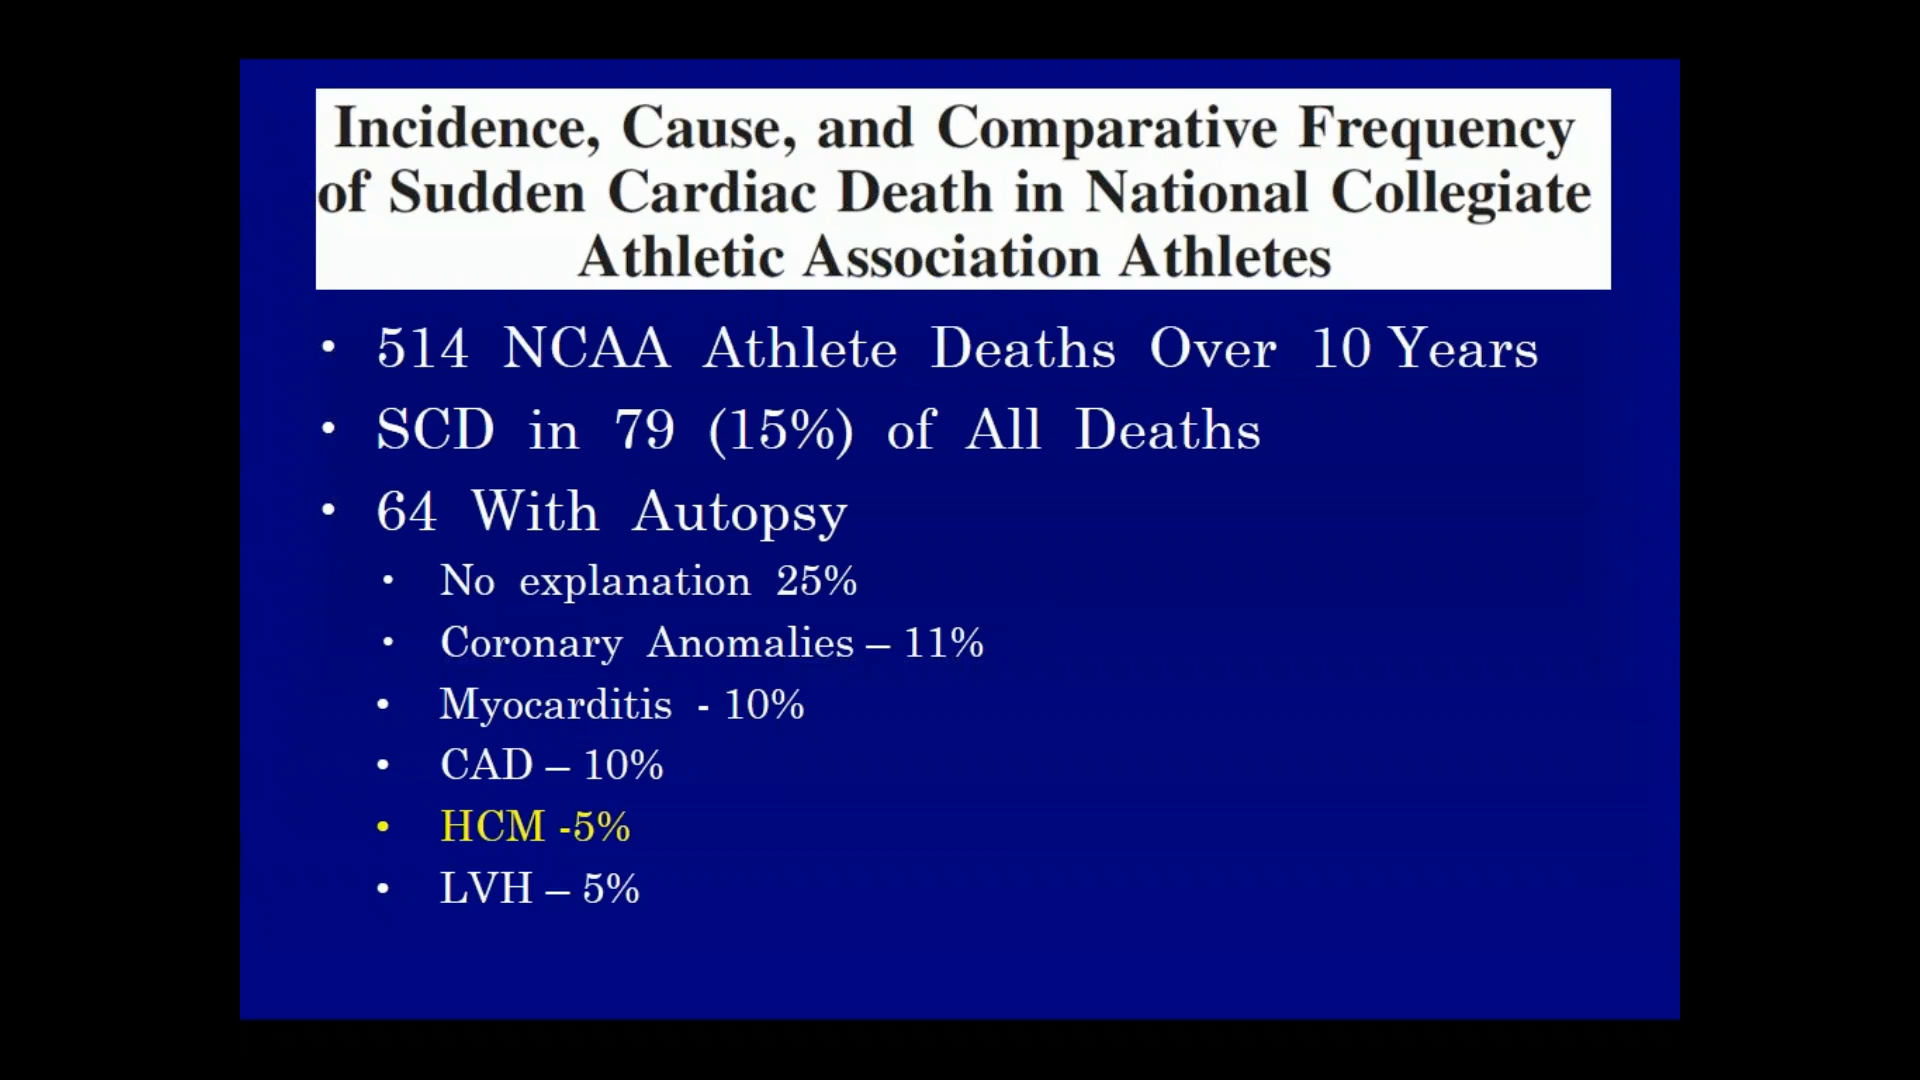 Incidence, Cause, and Comparative Frequency
of Sudden Cardiac Death in National Collegiate
Athletic Association Athletes
• 514 NCAA Athlete Deaths Over 10 Years
• SCD in 79 (15%) of All Deaths
• 64 With Autopsy
• No explanation 25%
• Coronary Anomalies – 11%
• Myocarditis - 10%
• CAD – 10%
• HCM -5%
• LVH – 5%